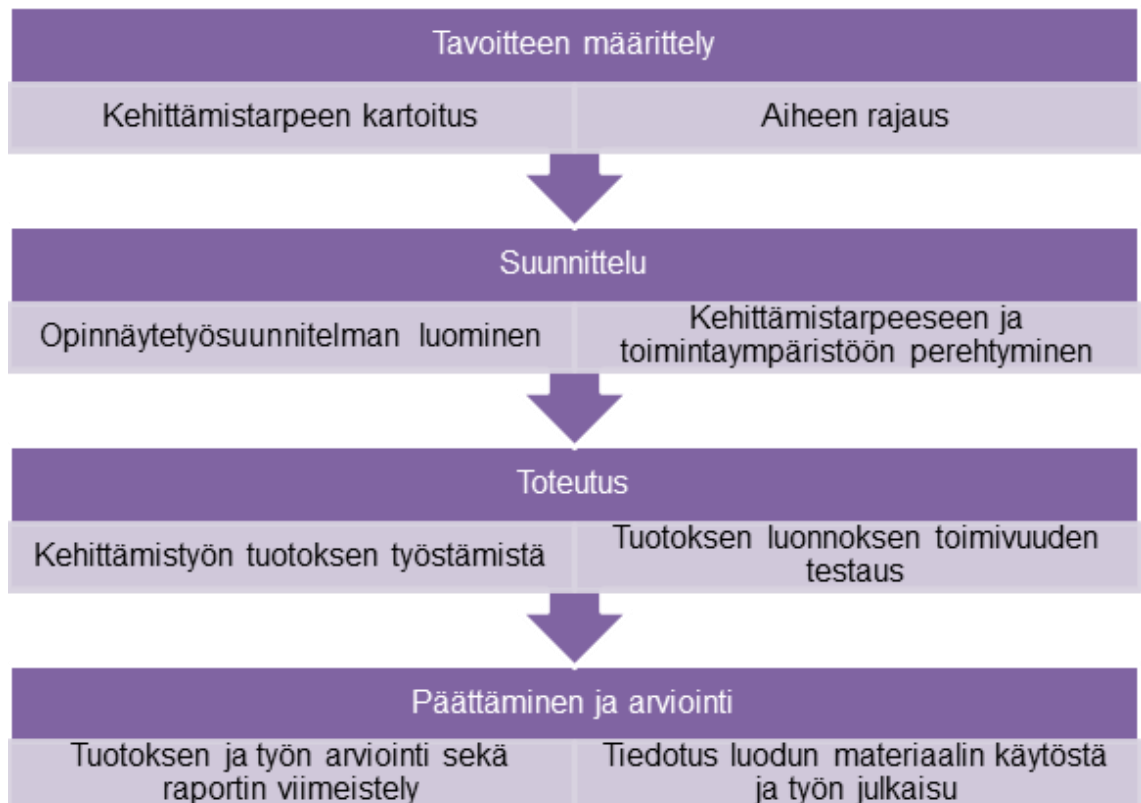 Tavoitteen määrittely
Kehittämistarpeen kartoitus
Aiheen rajaus
Suunnittelu
Opinnäytetyösuunnitelman luominen
Kehittämistarpeeseen ja
toimintaympäristöön perehtyminen
Toteutus
Kehittämistyön tuotoksen työstämistä
Tuotoksen luonnoksen toimivuuden
testaus
Päättäminen ja arviointi
Tuotoksen ja työn arviointi sekä
raportin viimeistely
Tiedotus luodun materiaalin käytöstä
ja työn julkaisu